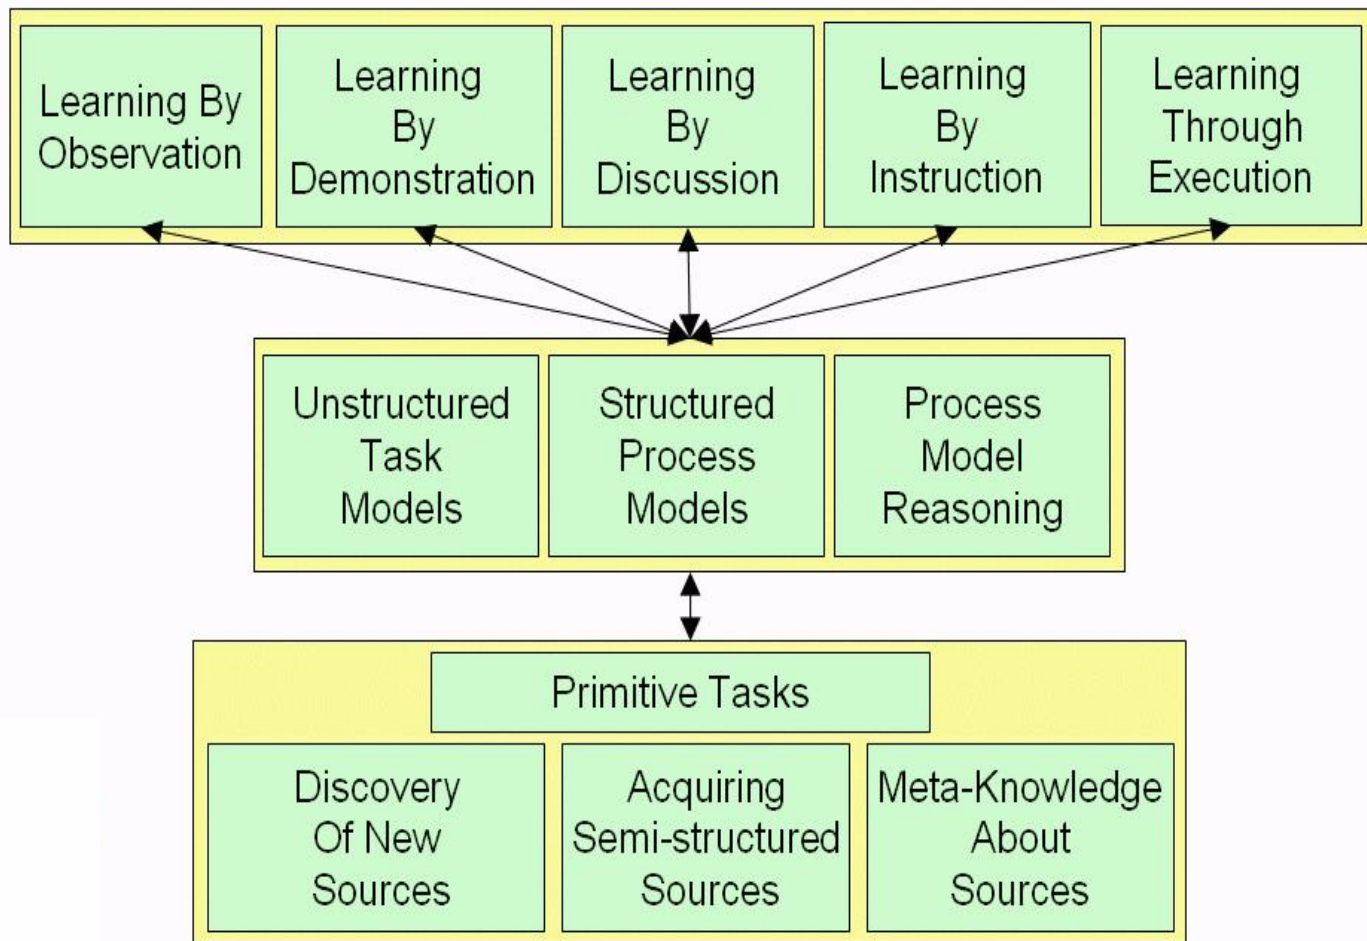 Learning By
Observation
Learning
By
Demonstration
Learning
By
Discussion
Learning
By
Instruction
Learning
Through
Execution
Unstructured
Task
Models
Structured
Process
Models
Process
Model
Reasoning
Primitive Tasks
Discovery
Of New
Sources
Acquiring
Semi-structured
Sources
Meta-Knowledge
About
Sources